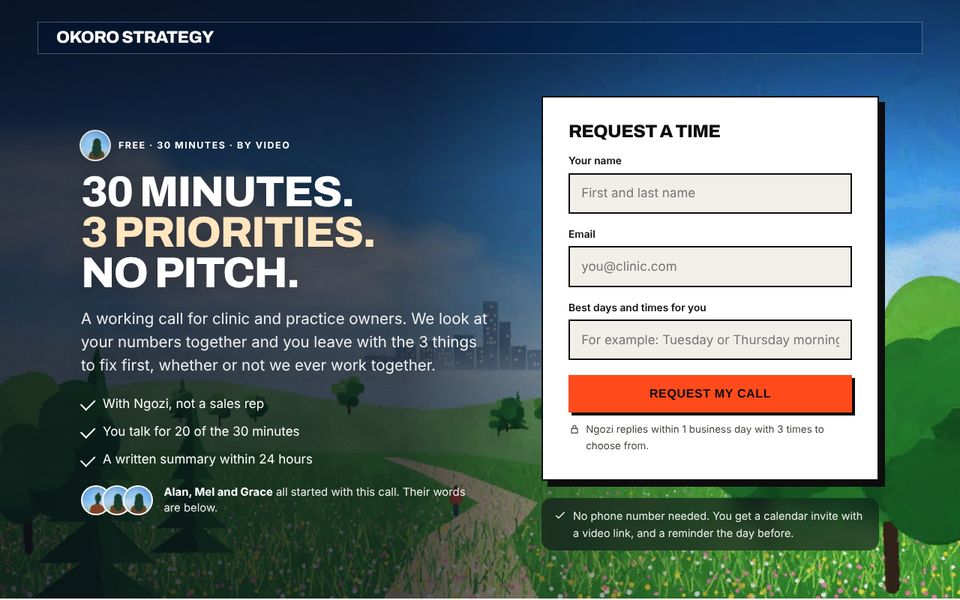 OKORO STRATEGY
FREE · 30 MINUTES · BY VIDEO
30 MINUTES.
3 PRIORITIES.
NO PITCH.
A working call for clinic and practice owners. We look at
your numbers together and you leave with the 3 things
to fix first, whether or not we ever work together.
With Ngozi, not a sales rep
You talk for 20 of the 30 minutes
A written summary within 24 hours
Alan, Mel and Grace all started with this call. Their words
are below.
REQUEST A TIME
Your name
First and last name
Email
you@clinic.com
Best days and times for you
For example: Tuesday or Thursday morning
REQUEST MY CALL
Ngozi replies within 1 business day with 3 times to
choose from.
No phone number needed. You get a calendar invite with
a video link, and a reminder the day before.